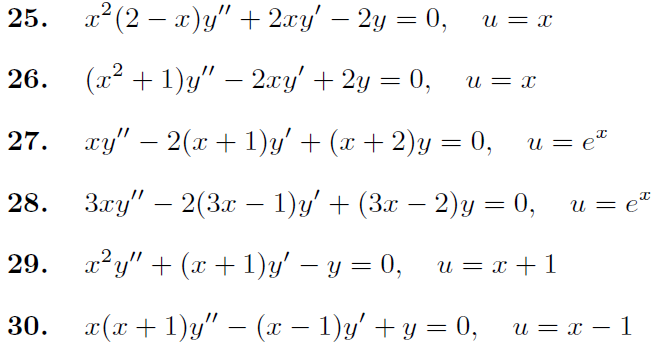 25. x²(2 − x)y″ + 2xy′ − 2y = 0, u = x
26. (x² + 1)y″ − 2xy′ + 2y = 0, u = x
27. xy″ − 2(x + 1)y′ + (x + 2)y = 0, u = eˣ
28. 3xy″ − 2(3x − 1)y′ + (3x − 2)y = 0, u = eˣ
29. x²y″ + (x + 1)y′ − y = 0, u = x + 1
30. x(x + 1)y″ − (x − 1)y′ + y = 0, u = x − 1